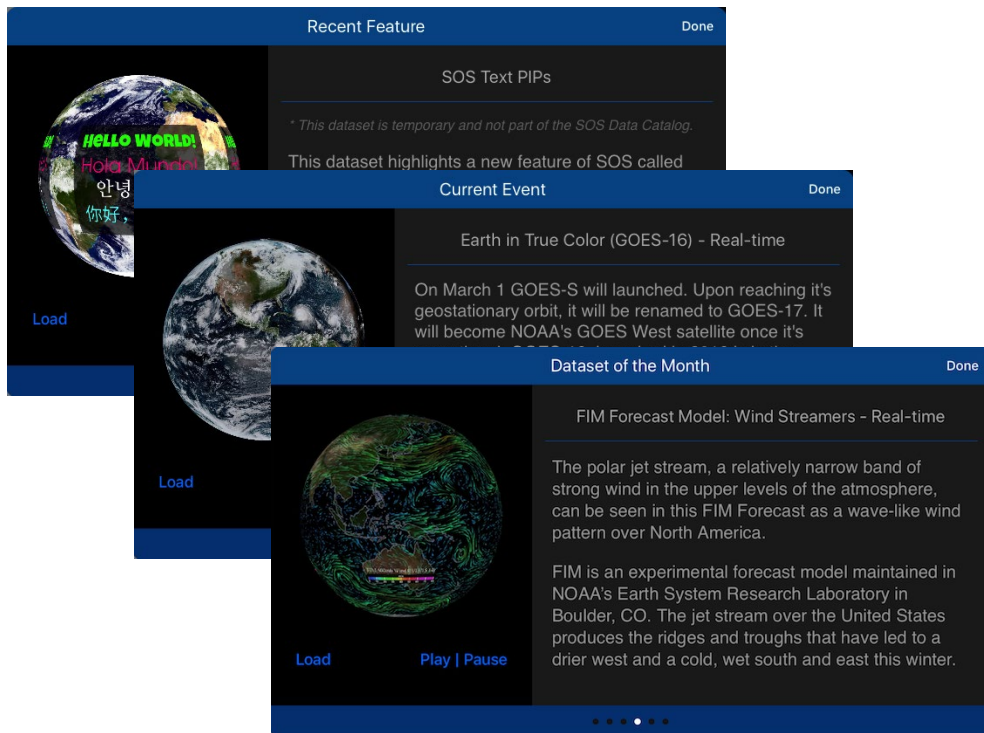 Recent Feature
Done
SOS Text PIPs
* This dataset is temporary and not part of the SOS Data Catalog.
This dataset highlights a new feature of SOS called
HELLO WORLD!
Hola Mundo!
안녕
你好，
Load
Current Event
Done
Earth in True Color (GOES-16) - Real-time
On March 1 GOES-S will launched. Upon reaching it's
geostationary orbit, it will be renamed to GOES-17. It
will become NOAA's GOES West satellite once it's
Load
Dataset of the Month
Done
FIM Forecast Model: Wind Streamers - Real-time
The polar jet stream, a relatively narrow band of
strong wind in the upper levels of the atmosphere,
can be seen in this FIM Forecast as a wave-like wind
pattern over North America.
FIM is an experimental forecast model maintained in
NOAA's Earth System Research Laboratory in
Boulder, CO. The jet stream over the United States
produces the ridges and troughs that have led to a
drier west and a cold, wet south and east this winter.
Load
Play | Pause